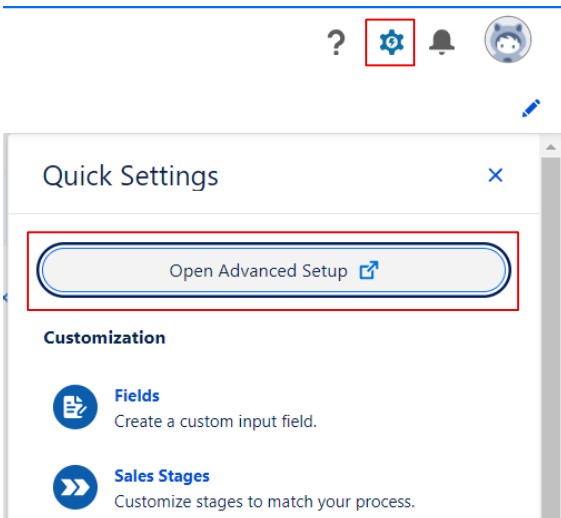 ?
Quick Settings
Open Advanced Setup
Customization
Fields
Create a custom input field.
Sales Stages
Customize stages to match your process.